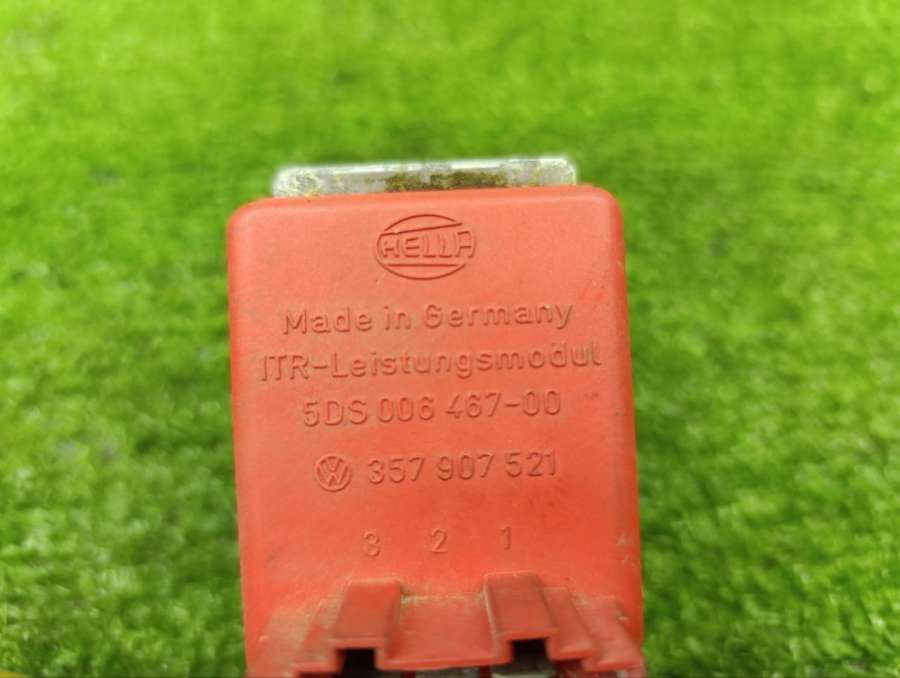 HELLA
Made in Germany
ITR-Leistungsmodul
5DS 006 467-00
VW 357 907 521
3 2 1